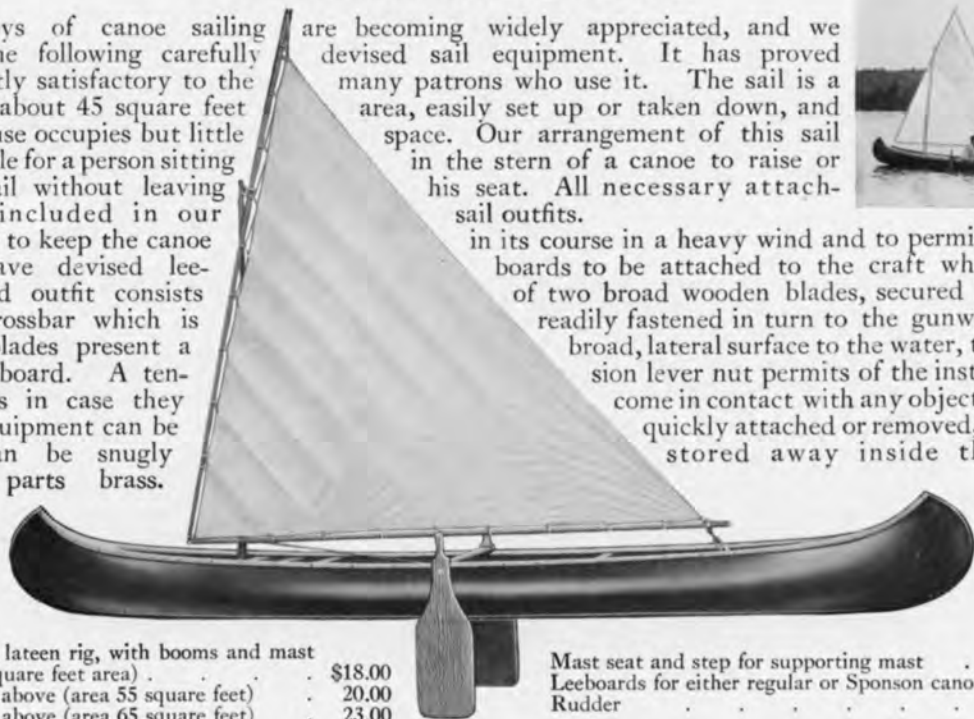 ys of canoe sailing are becoming widely appreciated, and we
ne following carefully devised sail equipment. It has proved
tly satisfactory to the many patrons who use it. The sail is a
about 45 square feet area, easily set up or taken down, and
use occupies but little space. Our arrangement of this sail
le for a person sitting in the stern of a canoe to raise or
il without leaving his seat. All necessary attach-
included in our sail outfits.
to keep the canoe in its course in a heavy wind and to permi
ave devised lee- boards to be attached to the craft wh
d outfit consists of two broad wooden blades, secured
rossbar which is readily fastened in turn to the gunw
lades present a broad, lateral surface to the water, t
board. A ten- sion lever nut permits of the inst
s in case they come in contact with any object
uipment can be quickly attached or removed,
an be snugly stored away inside th
parts brass.
lateen rig, with booms and mast
quare feet area) . . . . $18.00
above (area 55 square feet) . 20.00
above (area 65 square feet) . 23.00
Mast seat and step for supporting mast .
Leeboards for either regular or Sponson cano
Rudder . . . . . .